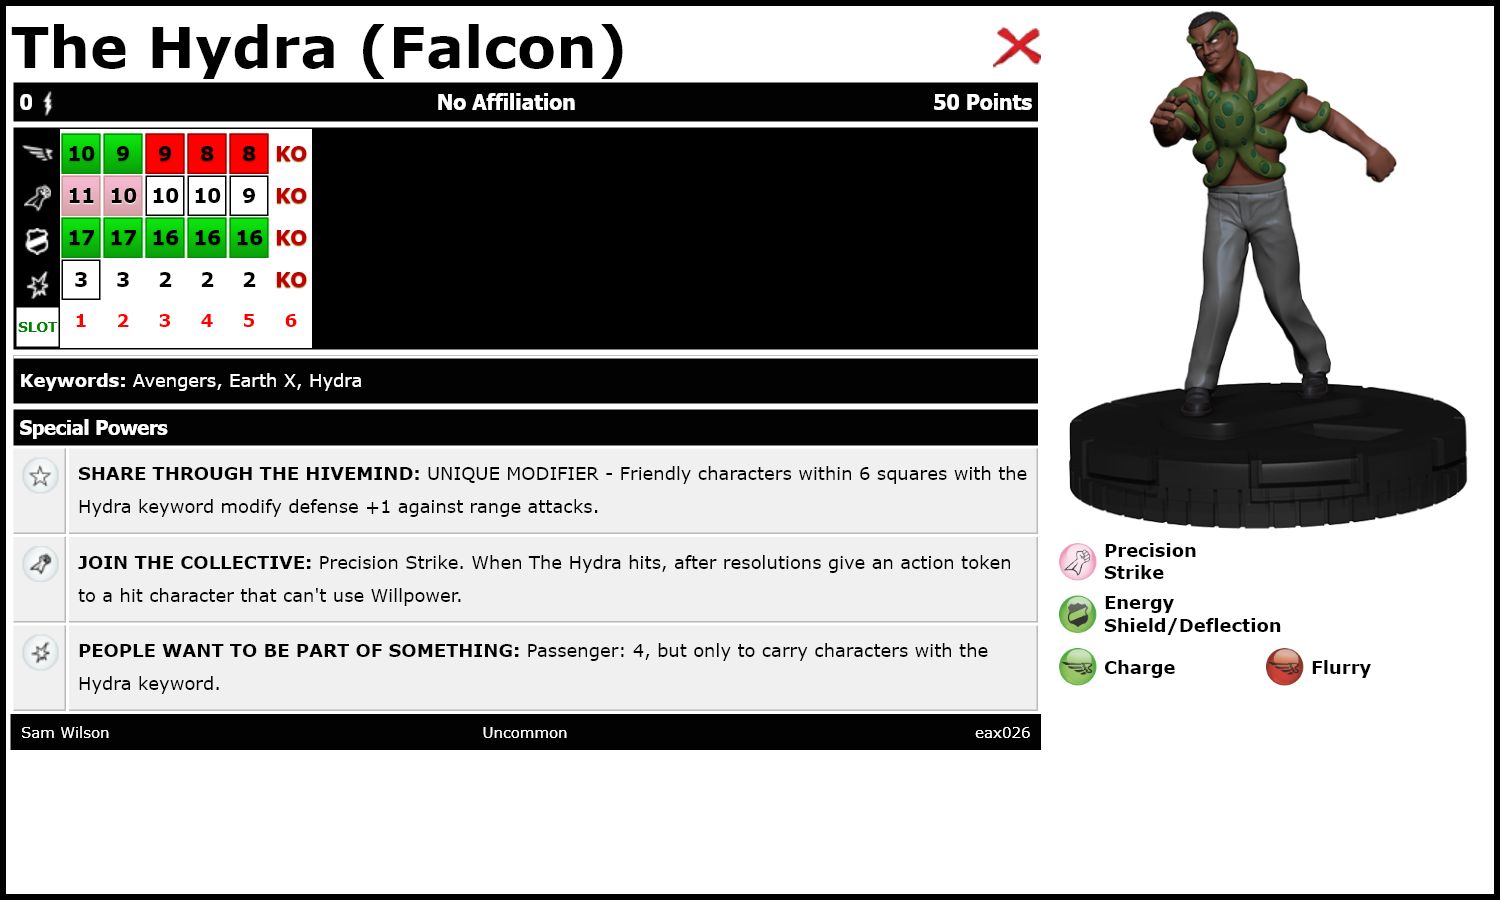 The Hydra (Falcon)
0 No Affiliation 50 Points
10 9 9 8 8 KO
11 10 10 10 9 KO
17 17 16 16 16 KO
3 3 2 2 2 KO
SLOT 1 2 3 4 5 6
Keywords: Avengers, Earth X, Hydra
Special Powers
SHARE THROUGH THE HIVEMIND: UNIQUE MODIFIER - Friendly characters within 6 squares with the
Hydra keyword modify defense +1 against range attacks.
JOIN THE COLLECTIVE: Precision Strike. When The Hydra hits, after resolutions give an action token
to a hit character that can't use Willpower.
PEOPLE WANT TO BE PART OF SOMETHING: Passenger: 4, but only to carry characters with the
Hydra keyword.
Sam Wilson Uncommon eax026
Precision
Strike
Energy
Shield/Deflection
Charge Flurry